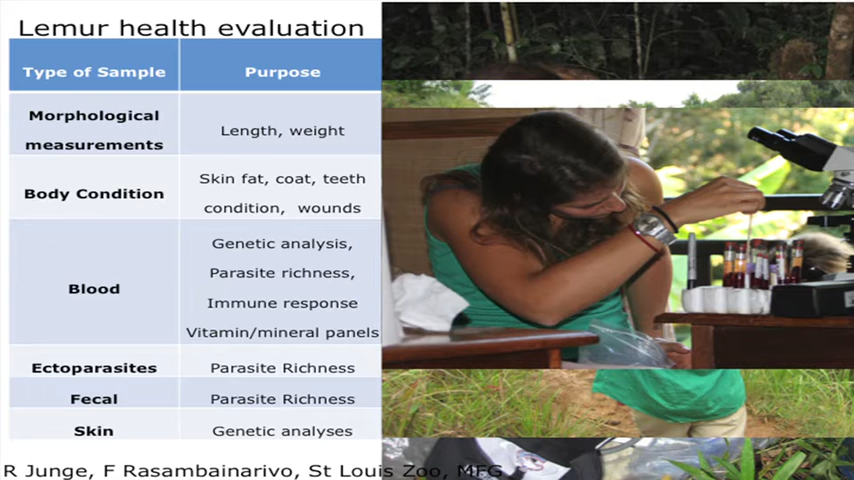 Lemur health evaluation
Type of Sample Purpose
Morphological
measurements
Length, weight
Body Condition
Skin fat, coat, teeth
condition, wounds
Blood
Genetic analysis,
Parasite richness,
Immune response
Vitamin/mineral panels
Ectoparasites Parasite Richness
Fecal Parasite Richness
Skin Genetic analyses
R Junge, F Rasambainarivo, St Louis Zoo, MFG